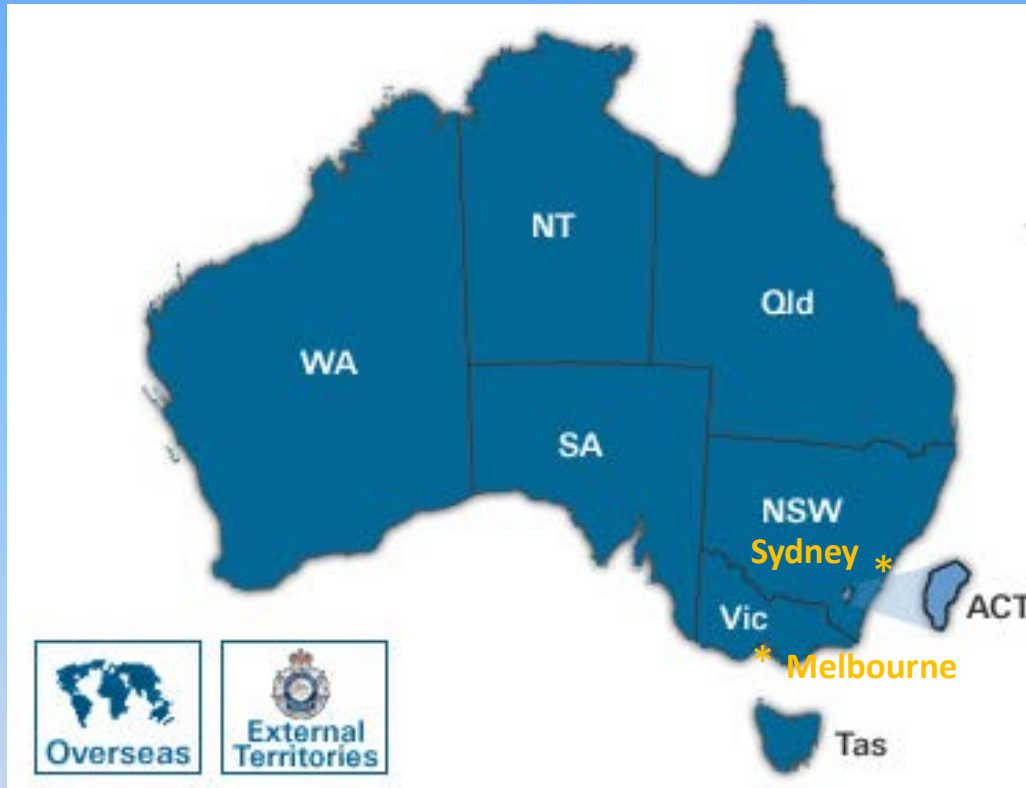 NT
Qld
WA
SA
NSW
Sydney *
ACT
Vic
* Melbourne
Tas
Overseas
External
Territories